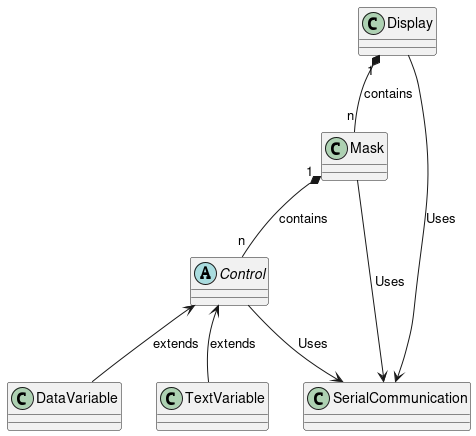 C Display
1
contains
n
C Mask
1
Uses
contains
n
Uses
A Control
extends
extends
Uses
C DataVariable
C TextVariable
C SerialCommunication